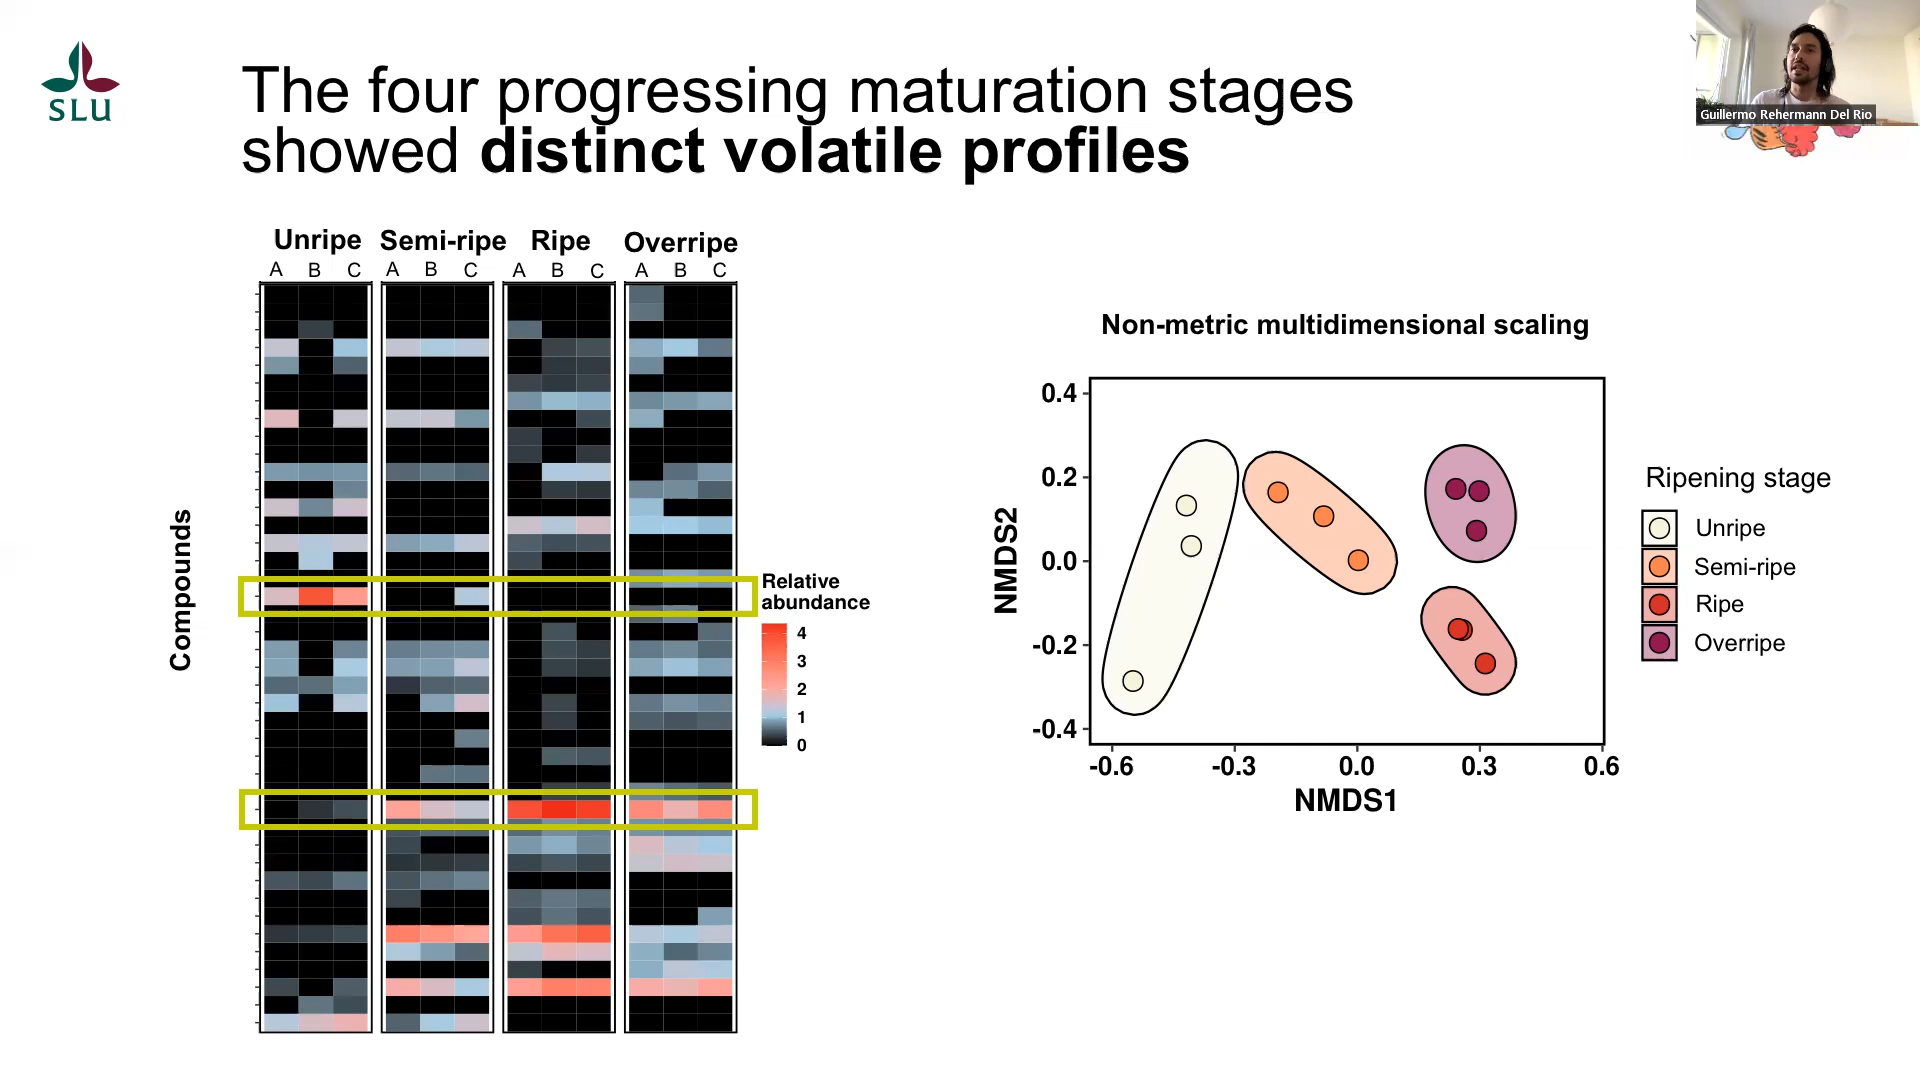 SLU
The four progressing maturation stages
showed distinct volatile profiles
Guillermo Rehermann Del Rio
Unripe Semi-ripe Ripe Overripe
A B C A B C A B C A B C
Compounds
Relative
abundance
4
3
2
1
0
Non-metric multidimensional scaling
NMDS2
0.4
0.2
0.0
-0.2
-0.4
-0.6 -0.3 0.0 0.3 0.6
NMDS1
Ripening stage
Unripe
Semi-ripe
Ripe
Overripe